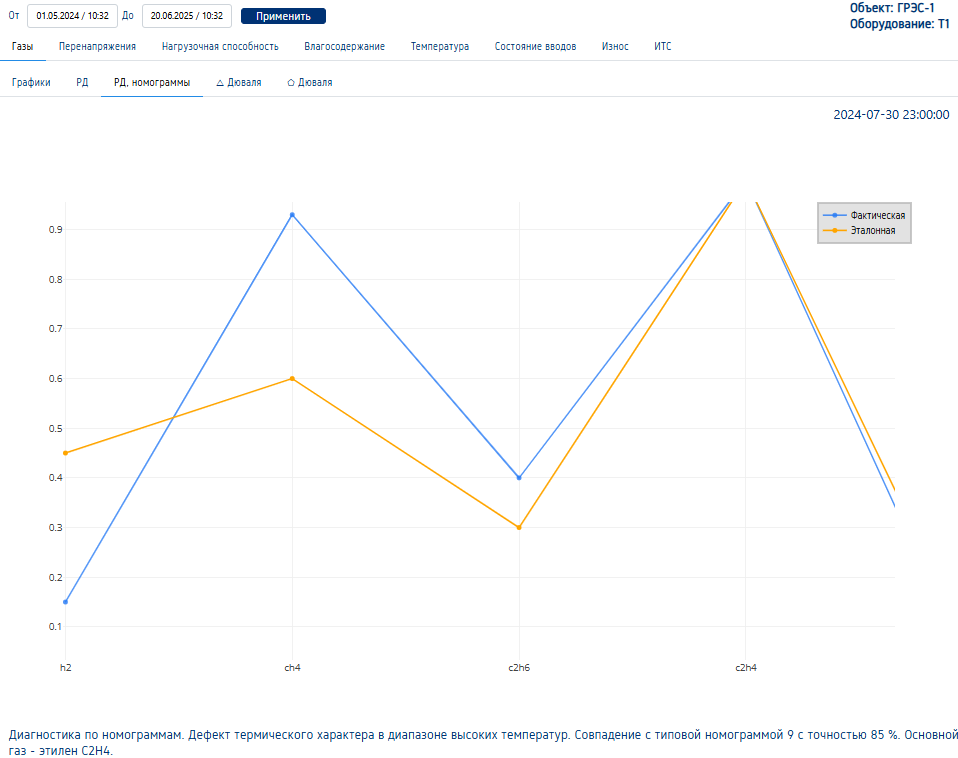 От 01.05.2024 / 10:32 До 20.06.2025 / 10:32 Применить
Объект: ГРЭС-1
Оборудование: Т1
Газы Перенапряжения Нагрузочная способность Влагосодержание Температура Состояние вводов Износ ИТС
Графики РД РД, номограммы △ Дюваля ⬠ Дюваля
2024-07-30 23:00:00
Фактическая
Эталонная
0.9
0.8
0.7
0.6
0.5
0.4
0.3
0.2
0.1
h2 ch4 c2h6 c2h4
Диагностика по номограммам. Дефект термического характера в диапазоне высоких температур. Совпадение с типовой номограммой 9 с точностью 85 %. Основной
газ - этилен C2H4.